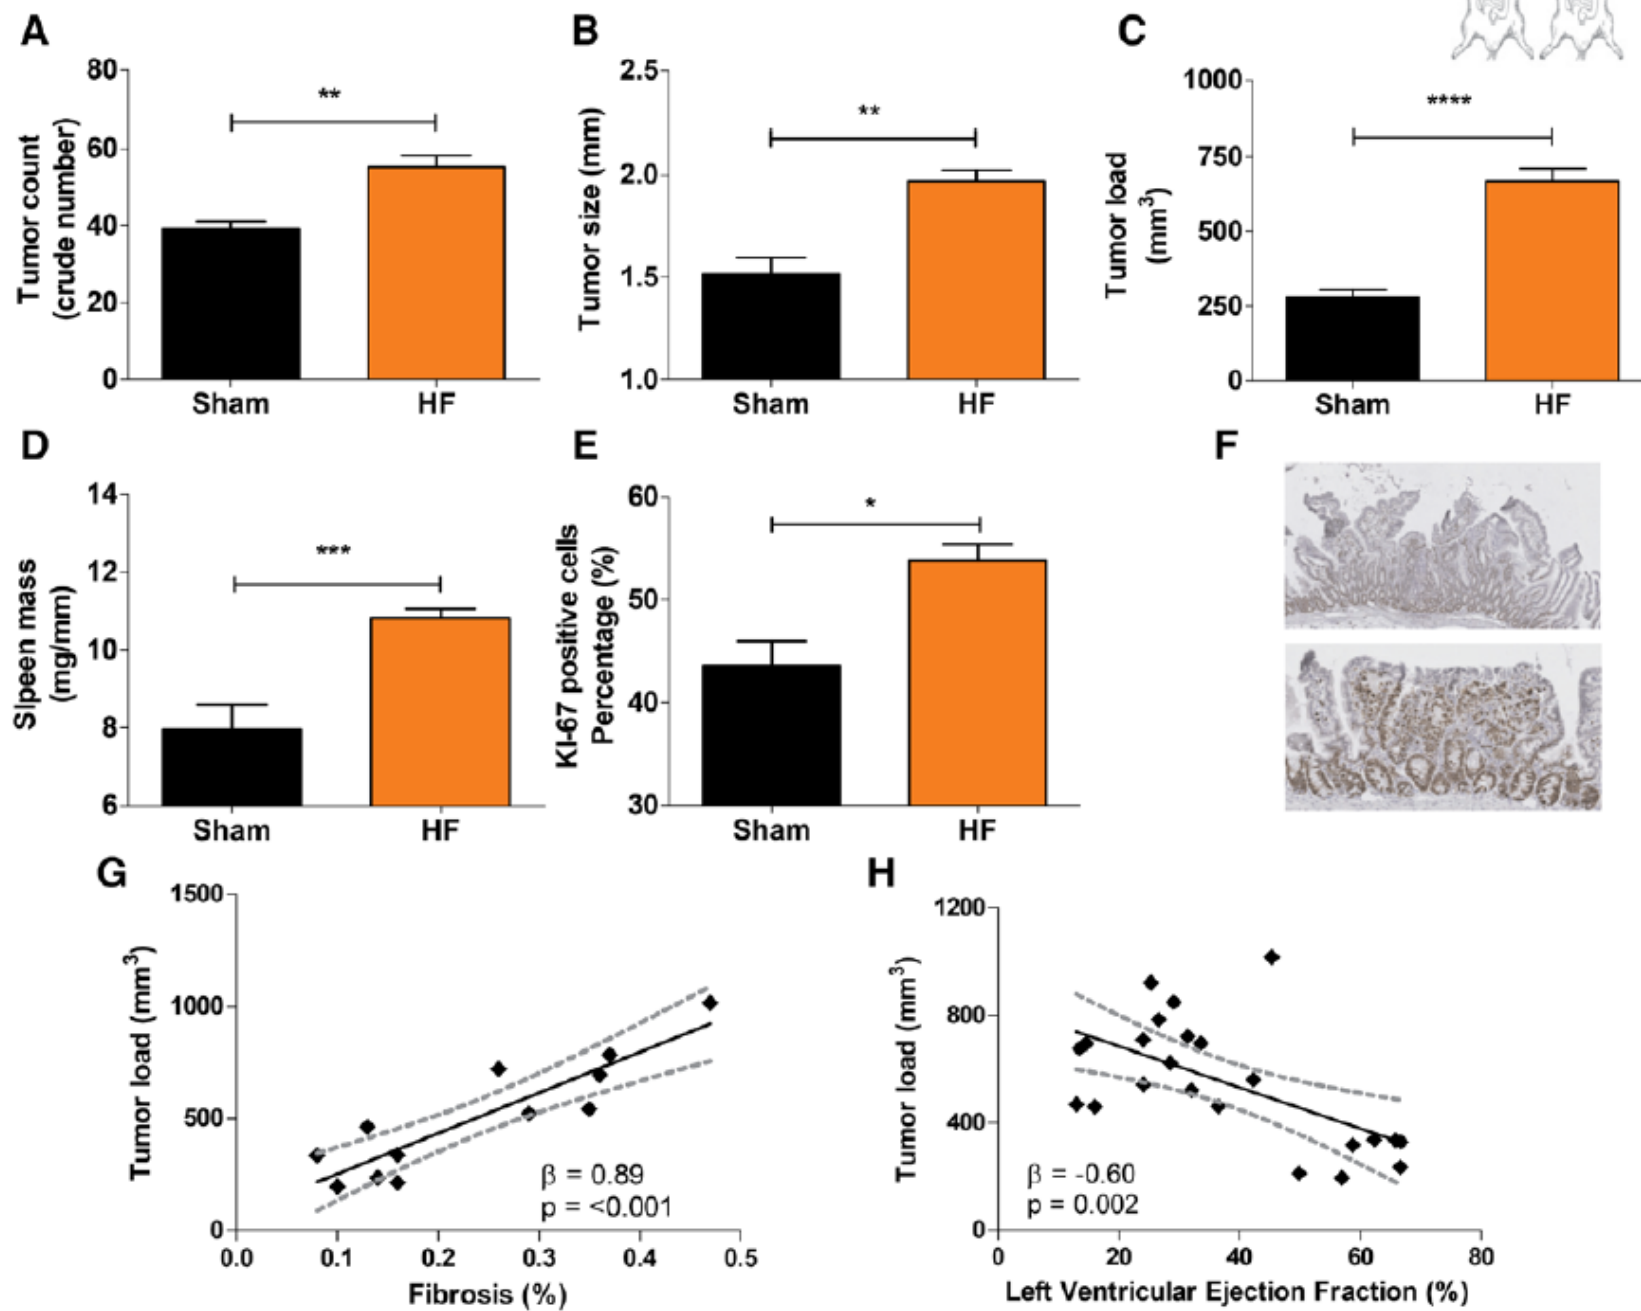 A
80
60
40
20
0
Tumor count
(crude number)
**
Sham
HF
B
2.5
2.0
1.5
1.0
Tumor size (mm)
**
Sham
HF
C
1000
750
500
250
0
Tumor load
(mm³)
****
Sham
HF
D
14
12
10
8
6
Slpeen mass
(mg/mm)
***
Sham
HF
E
60
50
40
30
KI-67 positive cells
Percentage (%)
*
Sham
HF
F
G
1500
1000
500
0
Tumor load (mm³)
β = 0.89
p = <0.001
0.0 0.1 0.2 0.3 0.4 0.5
Fibrosis (%)
H
1200
800
400
0
Tumor load (mm³)
β = -0.60
p = 0.002
0 20 40 60 80
Left Ventricular Ejection Fraction (%)